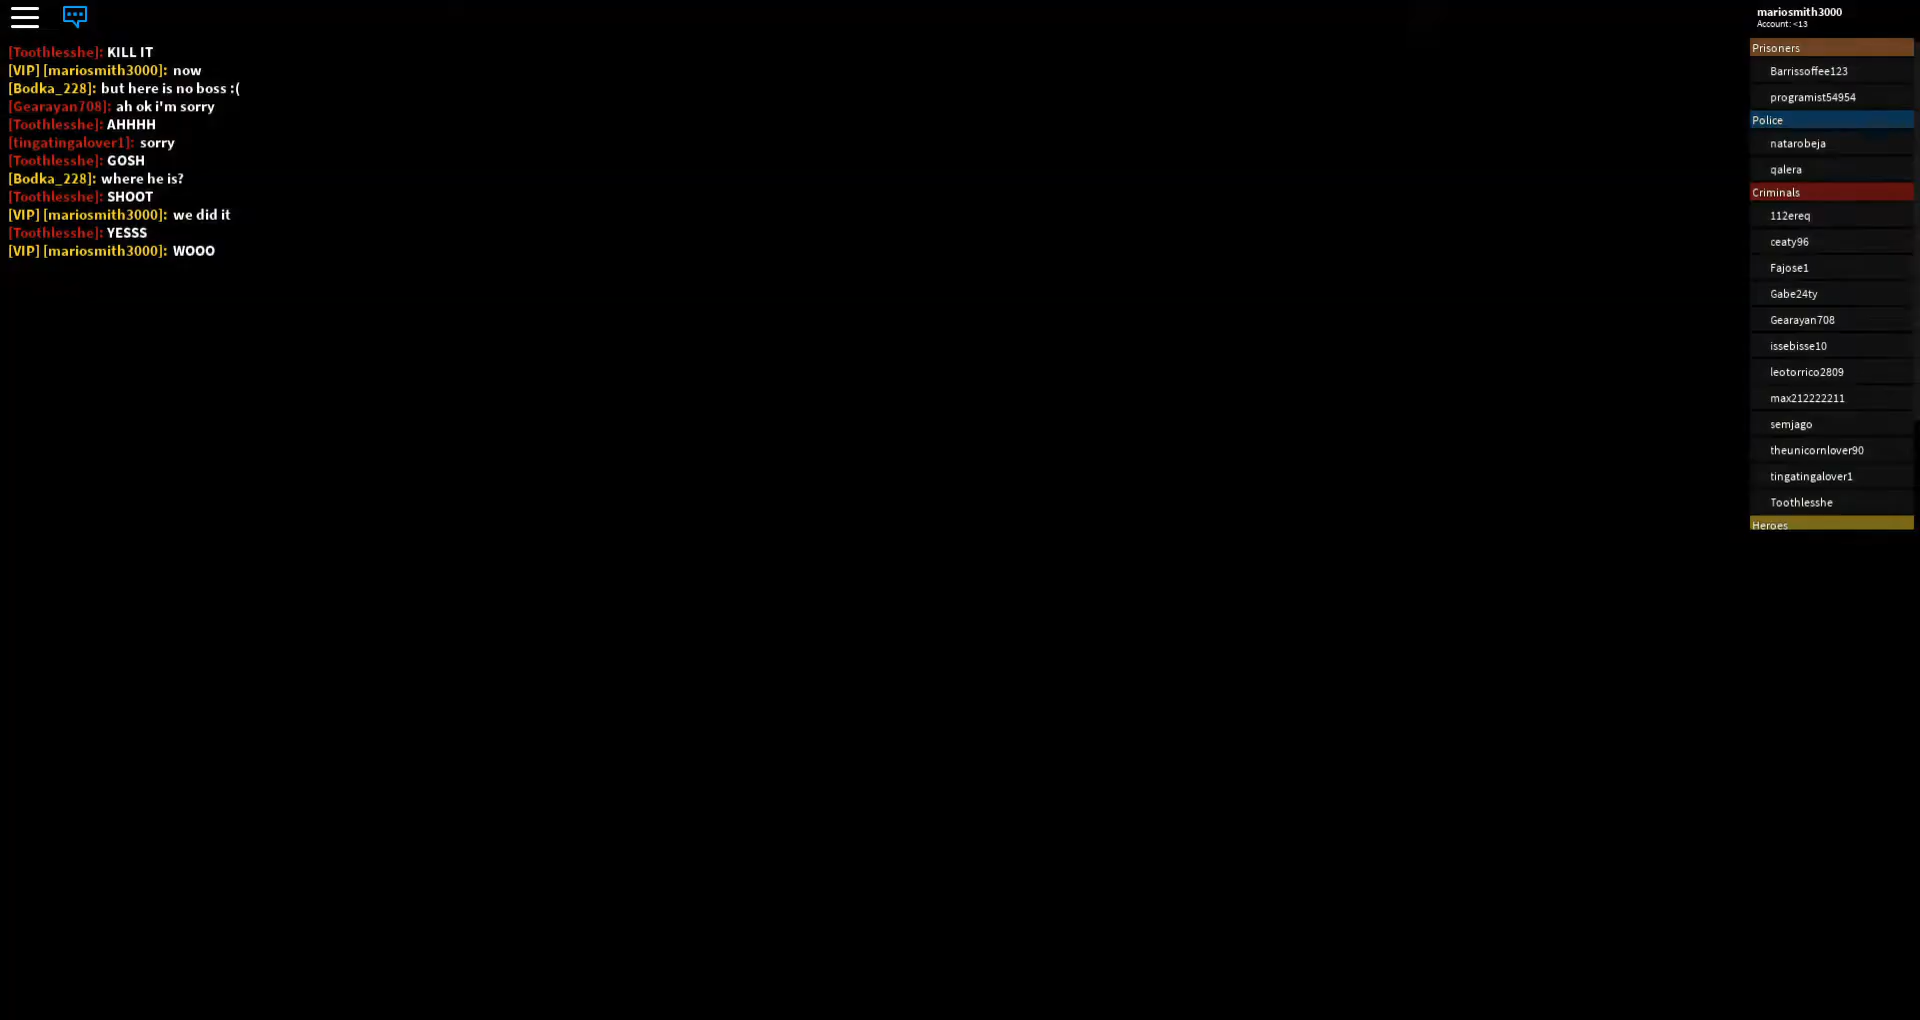 [Toothlesshe]: KILL IT
[VIP] [mariosmith3000]: now
[Bodka_228]: but here is no boss :(
[Gearayan708]: ah ok i'm sorry
[Toothlesshe]: AHHHH
[tingatingalover1]: sorry
[Toothlesshe]: GOSH
[Bodka_228]: where he is?
[Toothlesshe]: SHOOT
[VIP] [mariosmith3000]: we did it
[Toothlesshe]: YESSS
[VIP] [mariosmith3000]: WOOO
mariosmith3000
Account: <13
Prisoners
Barrissoffee123
programist54954
Police
natarobeja
qalera
Criminals
112ereq
ceaty96
Fajose1
Gabe24ty
Gearayan708
issebisse10
leotorrico2809
max212222211
semjago
theunicornlover90
tingatingalover1
Toothlesshe
Heroes